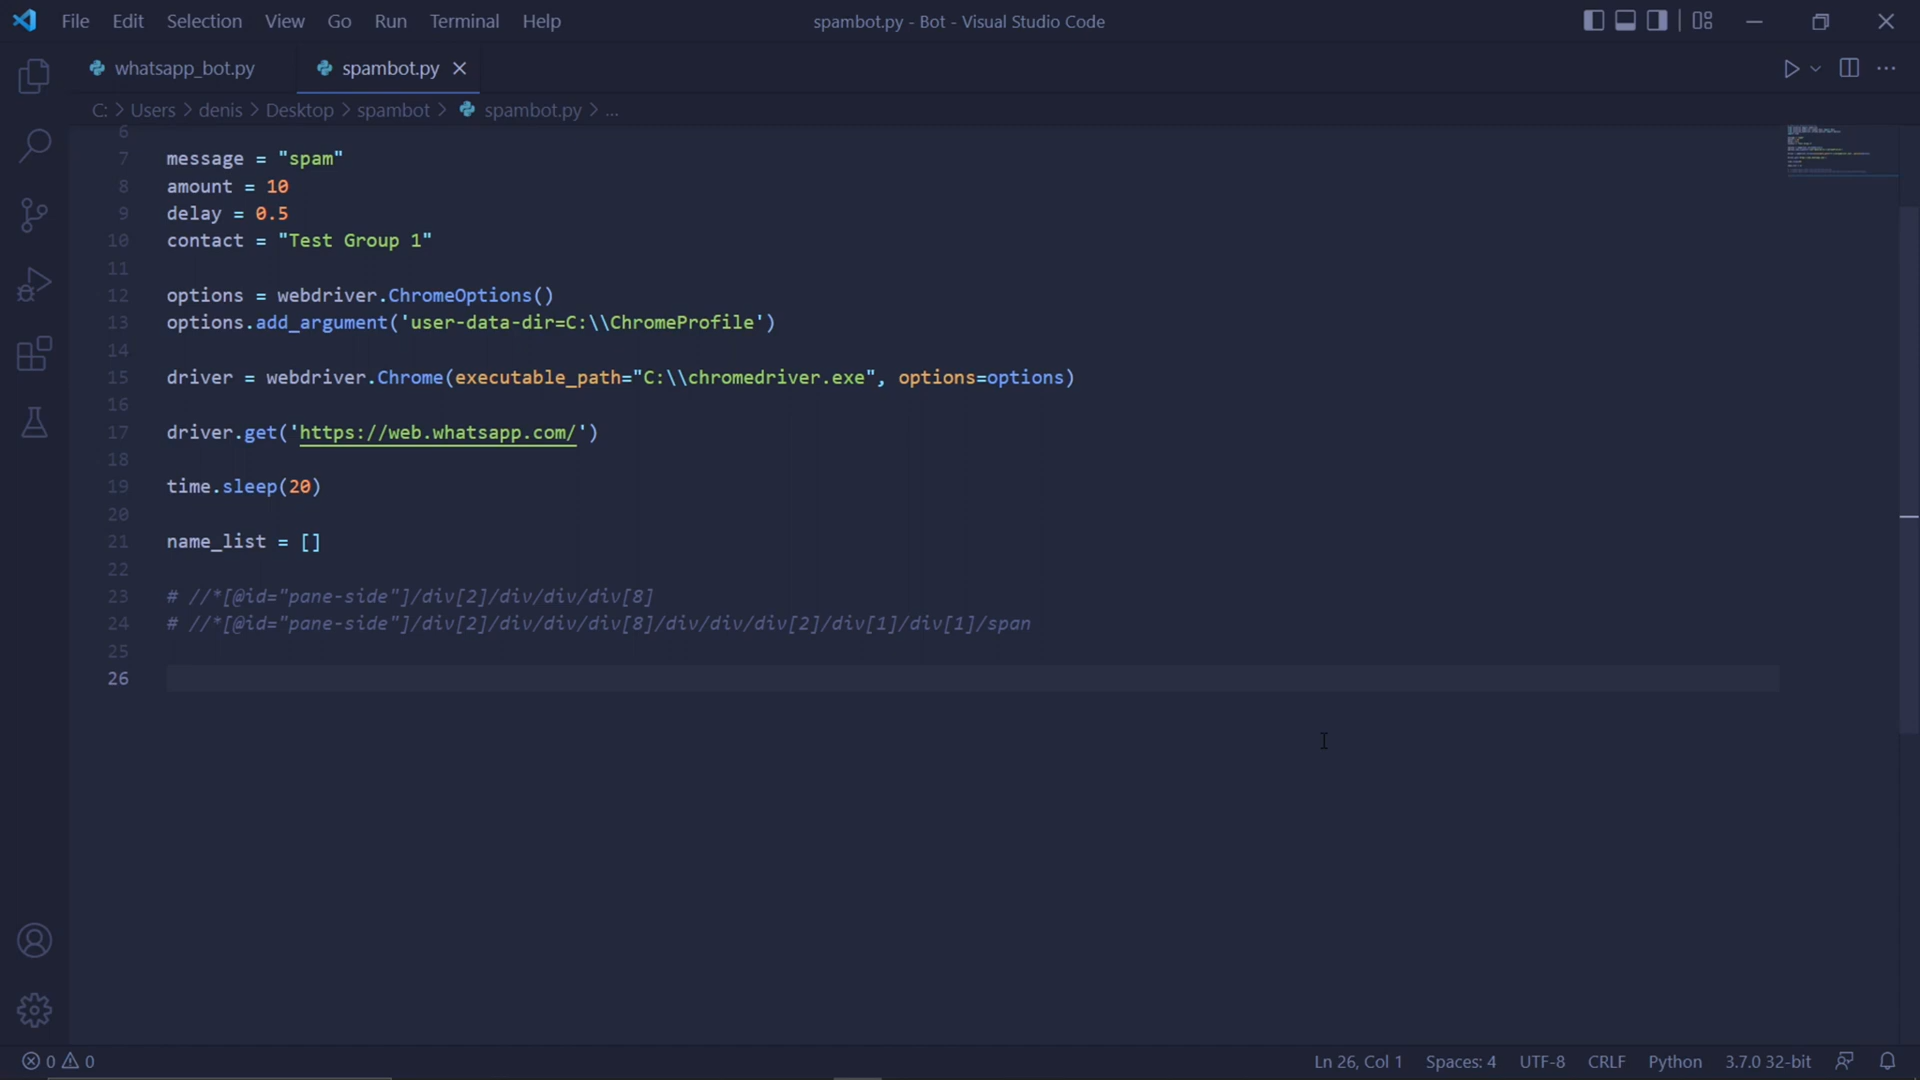 File Edit Selection View Go Run Terminal Help spambot.py - Bot - Visual Studio Code
whatsapp_bot.py spambot.py
C: > Users > denis > Desktop > spambot > spambot.py > ...
6
7 message = "spam"
8 amount = 10
9 delay = 0.5
10 contact = "Test Group 1"
11
12 options = webdriver.ChromeOptions()
13 options.add_argument('user-data-dir=C:\\ChromeProfile')
14
15 driver = webdriver.Chrome(executable_path="C:\\chromedriver.exe", options=options)
16
17 driver.get('https://web.whatsapp.com/')
18
19 time.sleep(20)
20
21 name_list = []
22
23 # //*[@id="pane-side"]/div[2]/div/div/div[8]
24 # //*[@id="pane-side"]/div[2]/div/div/div[8]/div/div/div[2]/div[1]/div[1]/span
25
26
0 0 Ln 26, Col 1 Spaces: 4 UTF-8 CRLF Python 3.7.0 32-bit